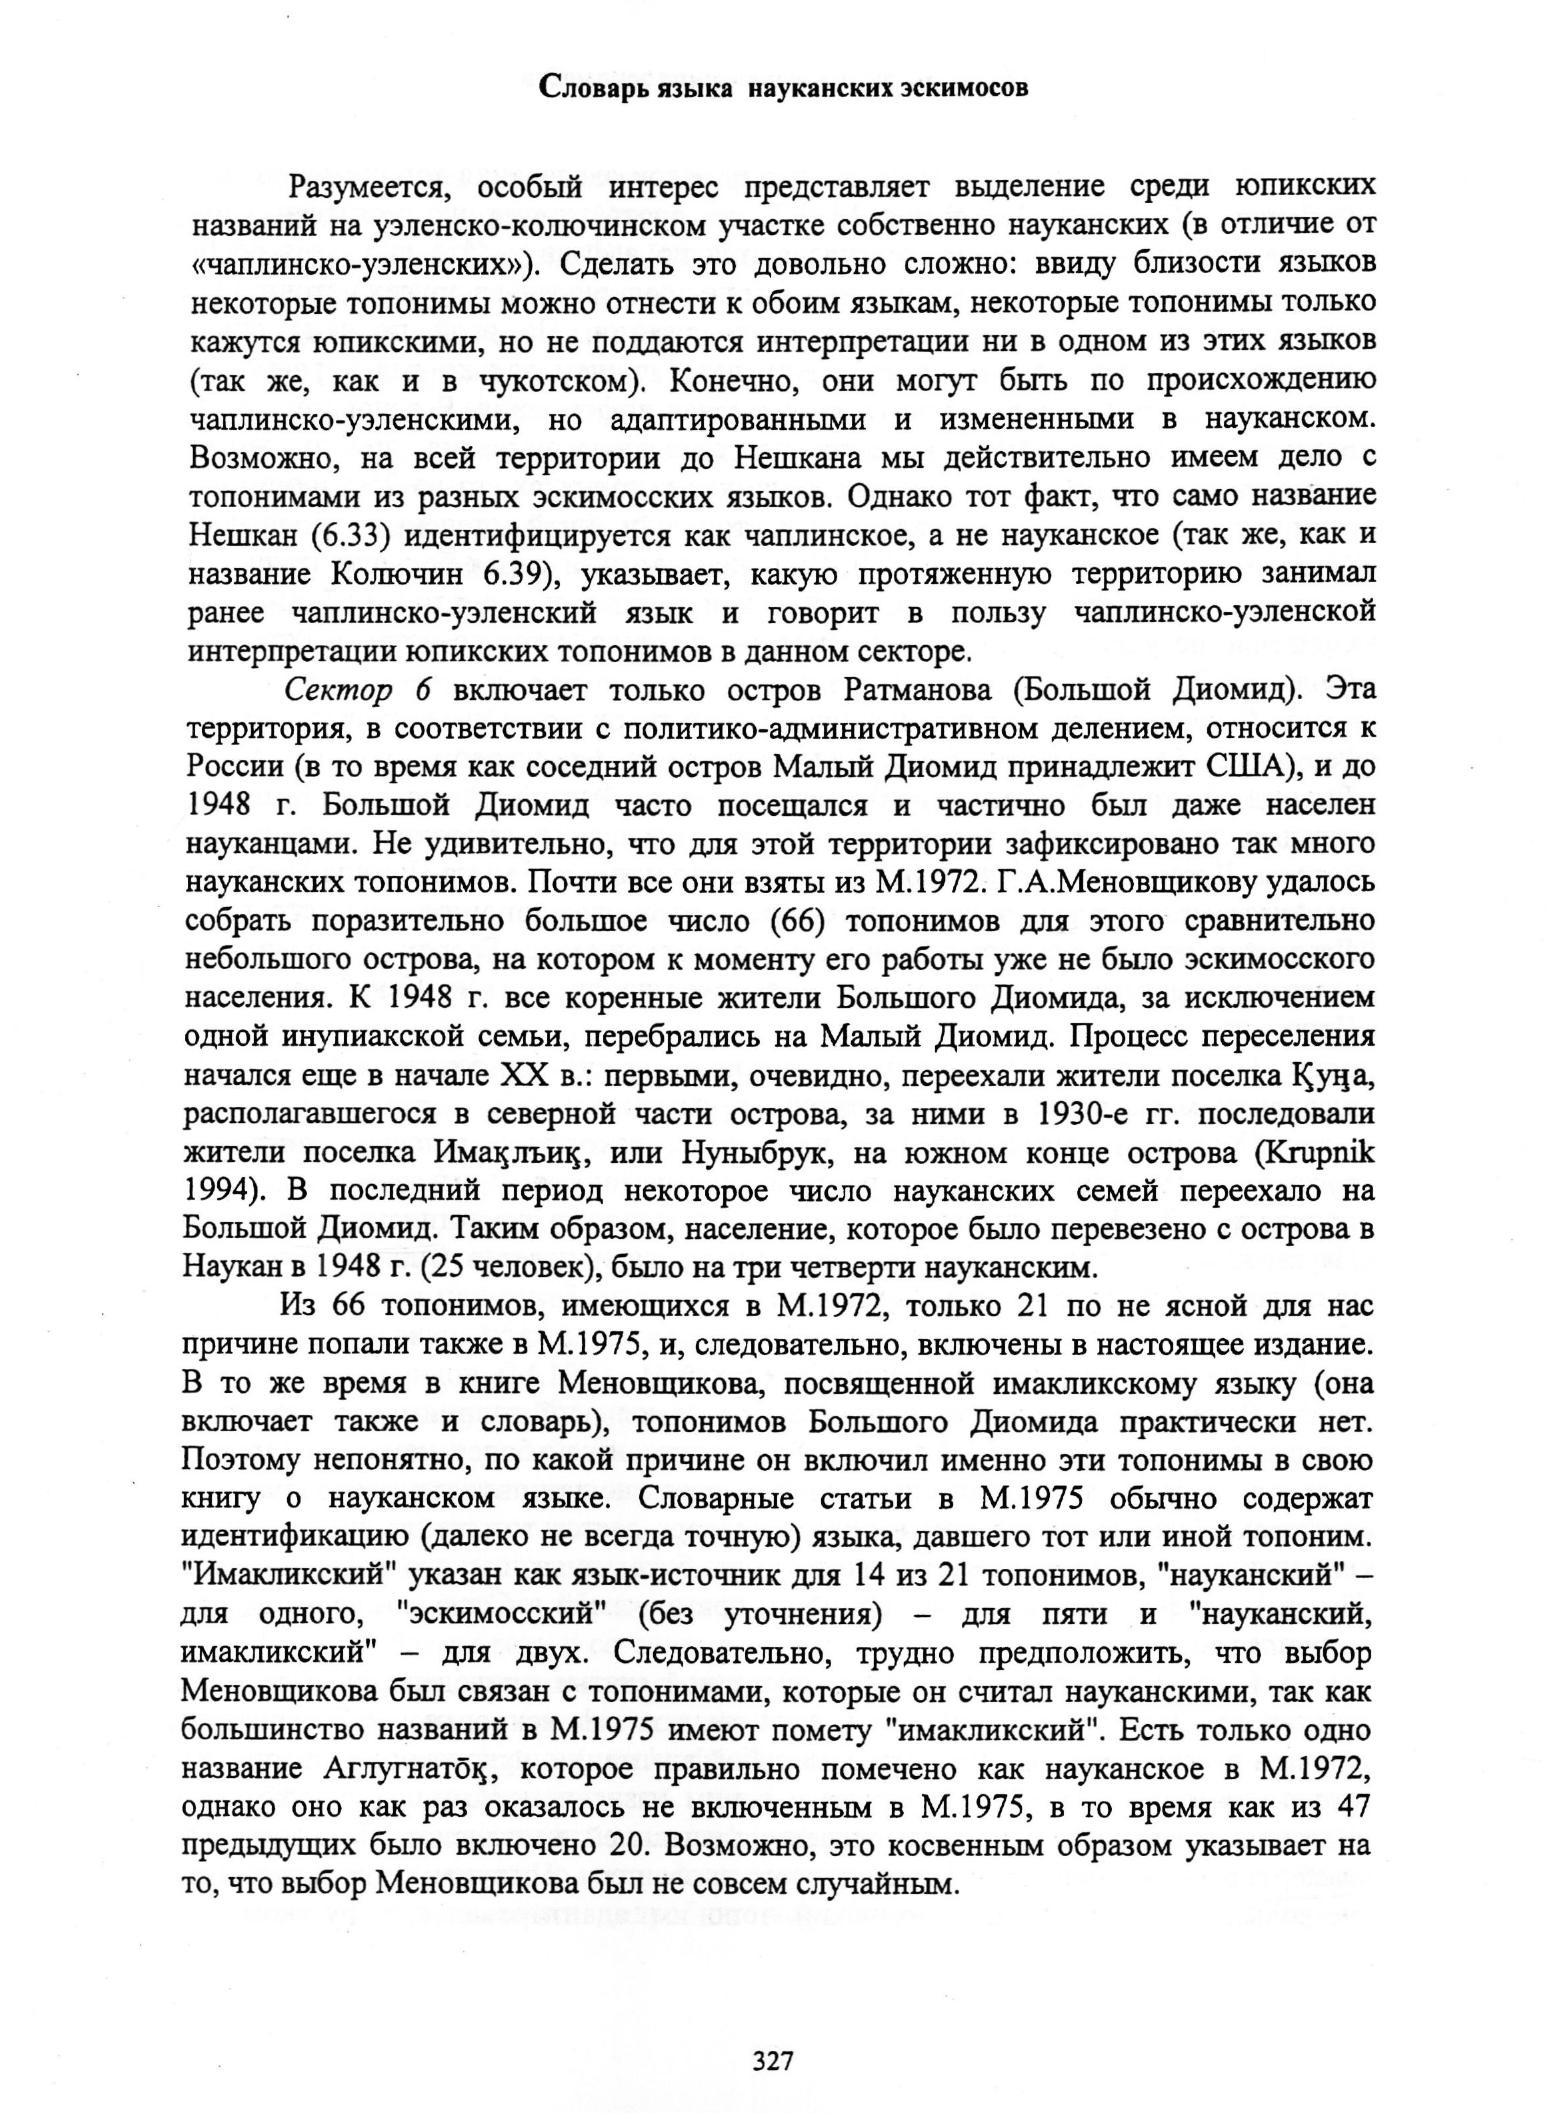 Словарь языка науканских эскимосов
Разумеется, особый интерес представляет выделение среди юпикских
названий на уэленско-колючинском участке собственно науканских (в отличие от
«чаплинско-уэленских»). Сделать это довольно сложно: ввиду близости языков
некоторые топонимы можно отнести к обоим языкам, некоторые топонимы только
кажутся юпикскими, но не поддаются интерпретации ни в одном из этих языков
(так же, как и в чукотском). Конечно, они могут быть по происхождению
чаплинско-уэленскими, но адаптированными и измененными в науканском.
Возможно, на всей территории до Нешкана мы действительно имеем дело с
топонимами из разных эскимосских языков. Однако тот факт, что само название
Нешкан (6.33) идентифицируется как чаплинское, а не науканское (так же, как и
название Колючин 6.39), указывает, какую протяженную территорию занимал
ранее чаплинско-уэленский язык и говорит в пользу чаплинско-уэленской
интерпретации юпикских топонимов в данном секторе.
Сектор 6 включает только остров Ратманова (Большой Диомид). Эта
территория, в соответствии с политико-административном делением, относится к
России (в то время как соседний остров Малый Диомид принадлежит США), и до
1948 г. Большой Диомид часто посещался и частично был даже населен
науканцами. Не удивительно, что для этой территории зафиксировано так много
науканских топонимов. Почти все они взяты из М.1972. Г.А.Меновщикову удалось
собрать поразительно большое число (66) топонимов для этого сравнительно
небольшого острова, на котором к моменту его работы уже не было эскимосского
населения. К 1948 г. все коренные жители Большого Диомида, за исключением
одной инупиакской семьи, перебрались на Малый Диомид. Процесс переселения
начался еще в начале XX в.: первыми, очевидно, переехали жители поселка Ӄуӈа,
располагавшегося в северной части острова, за ними в 1930-е гг. последовали
жители поселка Имаӄлъиӄ, или Нуныбрук, на южном конце острова (Krupnik
1994). В последний период некоторое число науканских семей переехало на
Большой Диомид. Таким образом, население, которое было перевезено с острова в
Наукан в 1948 г. (25 человек), было на три четверти науканским.
Из 66 топонимов, имеющихся в М.1972, только 21 по не ясной для нас
причине попали также в М.1975, и, следовательно, включены в настоящее издание.
В то же время в книге Меновщикова, посвященной имакликскому языку (она
включает также и словарь), топонимов Большого Диомида практически нет.
Поэтому непонятно, по какой причине он включил именно эти топонимы в свою
книгу о науканском языке. Словарные статьи в М.1975 обычно содержат
идентификацию (далеко не всегда точную) языка, давшего тот или иной топоним.
"Имакликский" указан как язык-источник для 14 из 21 топонимов, "науканский" –
для одного, "эскимосский" (без уточнения) – для пяти и "науканский,
имакликский" – для двух. Следовательно, трудно предположить, что выбор
Меновщикова был связан с топонимами, которые он считал науканскими, так как
большинство названий в М.1975 имеют помету "имакликский". Есть только одно
название Аглугнато̄ӄ, которое правильно помечено как науканское в М.1972,
однако оно как раз оказалось не включенным в М.1975, в то время как из 47
предыдущих было включено 20. Возможно, это косвенным образом указывает на
то, что выбор Меновщикова был не совсем случайным.
327